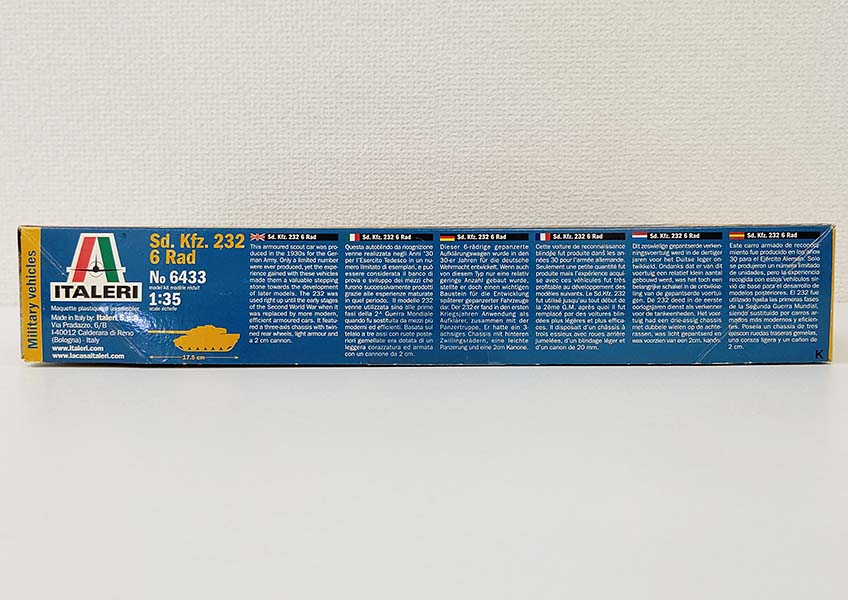 Military vehicles
ITALERI
Maquette plastique à assembler
Made in Italy by: Italeri S.p.A.
Via Pradazzo, 6/B
I-40012 Calderara di Reno
(Bologna) - Italy
www.italeri.com
www.lacasaitaleri.com
Sd. Kfz. 232
6 Rad
No 6433
model kit modèle réduit
1:35
scale échelle
17.5 cm
Sd. Kfz. 232 6 Rad
This armoured scout car was pro-
duced in the 1930s for the Ger-
man Army. Only a limited number
were ever produced, yet the expe-
rience gained with these vehicles
made them a valuable stepping
stone towards the development
of later models. The 232 was
used right up until the early stages
of the Second World War when it
was replaced by more modern,
efficient armoured cars. It featu-
red a three-axis chassis with twin-
ned rear wheels, light armour and
a 2 cm cannon.
Sd. Kfz. 232 6 Rad
Questa autoblindo da ricognizione
venne realizzata negli Anni '30
per l'Esercito Tedesco in un nu-
mero limitato di esemplari, e può
essere considerata il banco di
prova e sviluppo dei mezzi che
furono successivamente prodotti
grazie alle esperienze maturate
in quel periodo. Il modello 232
venne utilizzato sino alle prime
fasi della 2ª Guerra Mondiale
quando fu sostituita da mezzi più
moderni ed efficienti. Basata sul
telaio a tre assi con ruote poste-
riori gemellate era dotata di un
leggera corazzatura ed armata
con un cannone da 2 cm.
Sd. Kfz. 232 6 Rad
Dieser 6-rädrige gepanzerte
Aufklärungswagen wurde in den
30-er Jahren für die deutsche
Wehrmacht entwickelt. Wenn auch
von diesem Typ nur eine relativ
geringe Anzahl gebaut wurde,
stellte er doch einen wichtigen
Baustein für die Entwicklung
späterer gepanzerter Fahrzeuge
dar. Der 232er fand in den ersten
Kriegsjahren Anwendung als
Aufklärer, zusammen mit der
Panzertruppe. Er hatte ein 3-
achsiges Chassis mit hinteren
Zwillingsrädern, eine leichte
Panzerung und eine 2cm Kanone.
Sd. Kfz. 232 6 Rad
Cette voiture de reconnaissance
blindée fut produite dans les an-
nées 30 pour l'armée allemande.
Seulement une petite quantité fut
produite mais l'expérience acqui-
se avec ces véhicules fut très
profitable au développement des
modèles suivants. Le Sd.Kfz. 232
fut utilisé jusqu'au tout début de
la 2ème G.M. après quoi il fut
remplacé par des voitures blin-
dées plus légères et plus effica-
ces. Il disposait d'un châssis à
trois essieux avec roues arrière
jumelées, d'un blindage léger et
d'un canon de 20 mm.
Sd. Kfz. 232 6 Rad
Dit zeswielige gepantserde verken-
ningsvoertuig werd in de dertiger
jaren voor het Duitse léger on
twikkeld. Ondanks dat er van dit
voertuig een relatief klein aantal
gebouwd werd, was het toch een
belangrijke schakel in de ontwikke-
ling van de gepantserde voertui-
gen. De 232 deed in de eerste
oorlogsjaren dienst als verkenner
voor de tankeenheden. Het voer-
tuig had een drie-assig chassis
met dubbele wielen op de achte-
rassen, was licht gepantserd en
was voorzien van een 2cm. kanon.
Sd. Kfz. 232 6 Rad
Este carro armado de reconoci-
miento fue producido en los años
30 para el Ejército Alemán. Solo
se produjeron un número limitado
de unidades, pero la experiencia
recogida con estos vehículos sir-
vió de base para el desarrollo de
modelos posteriores. El 232 fue
utilizado hasta las primeras fases
de la Segunda Guerra Mundial,
siendo sustituido por carros ar-
mados más modernos y eficien-
tes. Poseía un chassis de tres
ejescon ruedas traseras gemelas,
una coraza ligera y un cañon de
2 cm.
K